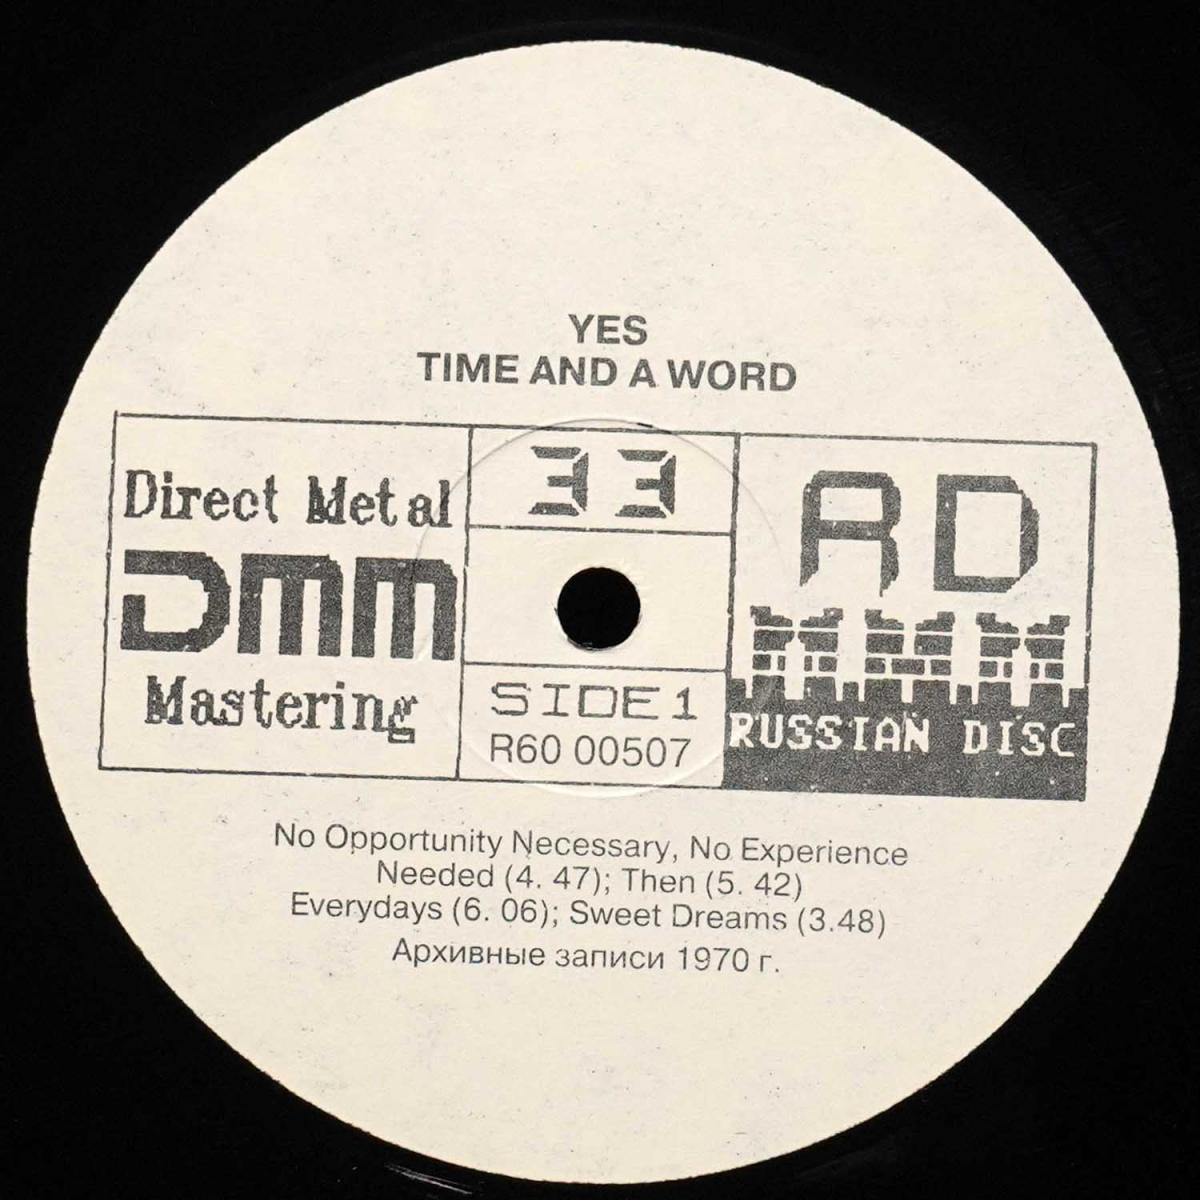 YES
TIME AND A WORD
Direct Metal
DMM
Mastering
33
SIDE 1
R60 00507
RD
RUSSIAN DISC
No Opportunity Necessary, No Experience
Needed (4. 47); Then (5. 42)
Everydays (6. 06); Sweet Dreams (3.48)
Архивные записи 1970 г.